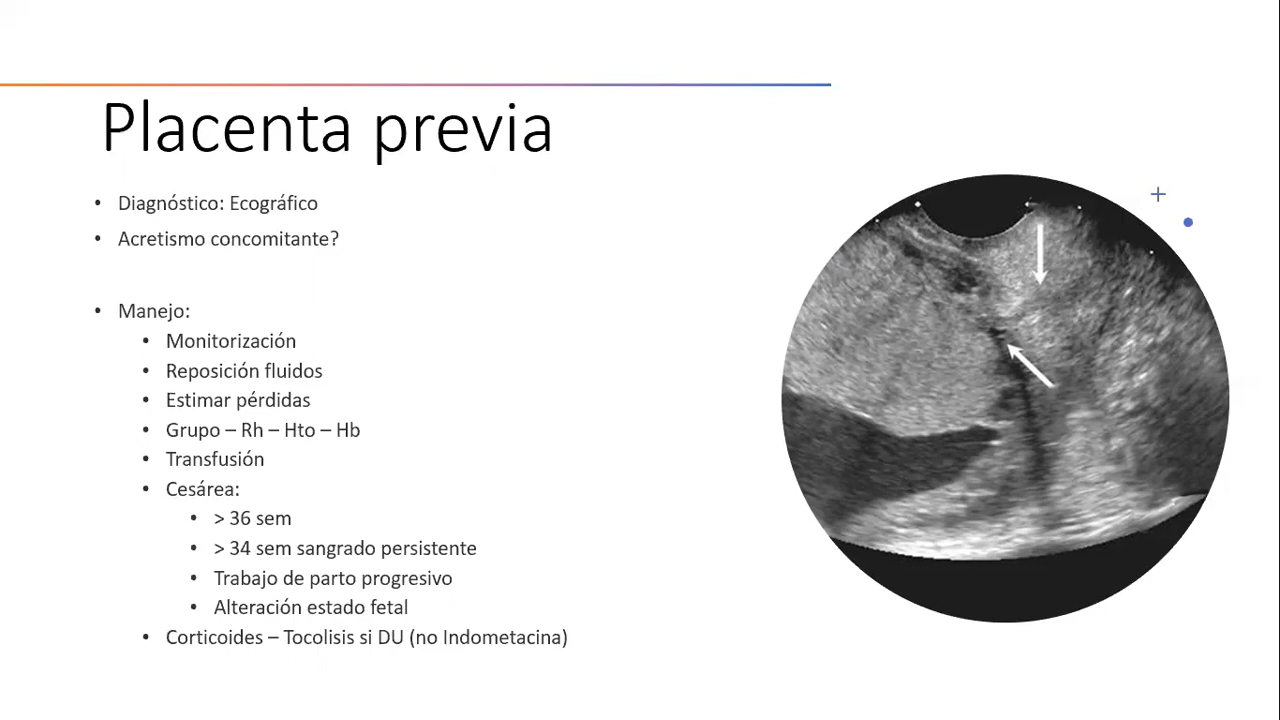 Placenta previa
• Diagnóstico: Ecográfico
• Acretismo concomitante?
• Manejo:
• Monitorización
• Reposición fluidos
• Estimar pérdidas
• Grupo – Rh – Hto – Hb
• Transfusión
• Cesárea:
• > 36 sem
• > 34 sem sangrado persistente
• Trabajo de parto progresivo
• Alteración estado fetal
• Corticoides – Tocolisis si DU (no Indometacina)